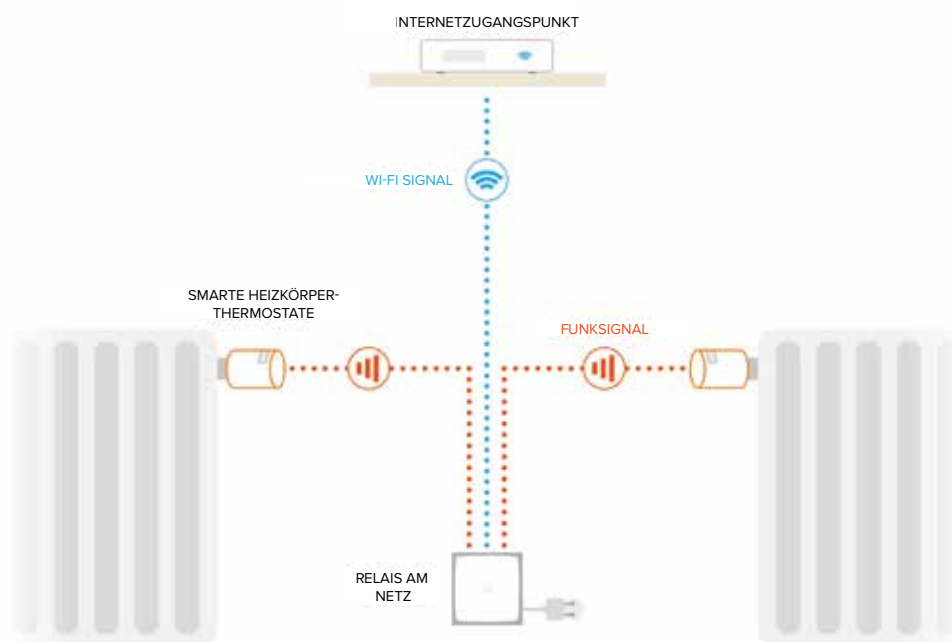 INTERNETZUGANGSPUNKT
WI-FI SIGNAL
SMARTE HEIZKÖRPER-
THERMOSTATE
FUNKSIGNAL
RELAIS AM
NETZ